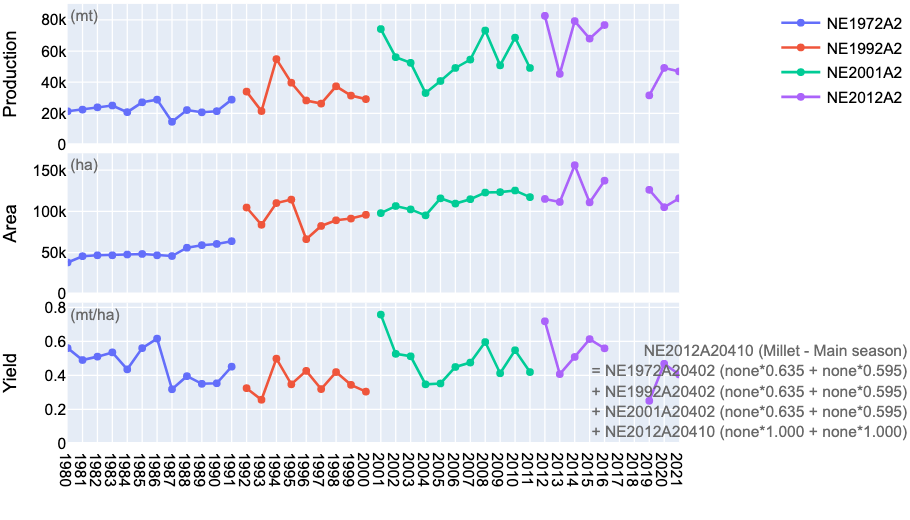 Production
(mt)
80k
60k
40k
20k
0
NE1972A2
NE1992A2
NE2001A2
NE2012A2
Area
(ha)
150k
100k
50k
0
Yield
(mt/ha)
0.8
0.6
0.4
0.2
0
NE2012A20410 (Millet - Main season)
= NE1972A20402 (none*0.635 + none*0.595)
+ NE1992A20402 (none*0.635 + none*0.595)
+ NE2001A20402 (none*0.635 + none*0.595)
+ NE2012A20410 (none*1.000 + none*1.000)
1980
1981
1982
1983
1984
1985
1986
1987
1988
1989
1990
1991
1992
1993
1994
1995
1996
1997
1998
1999
2000
2001
2002
2003
2004
2005
2006
2007
2008
2009
2010
2011
2012
2013
2014
2015
2016
2017
2018
2019
2020
2021